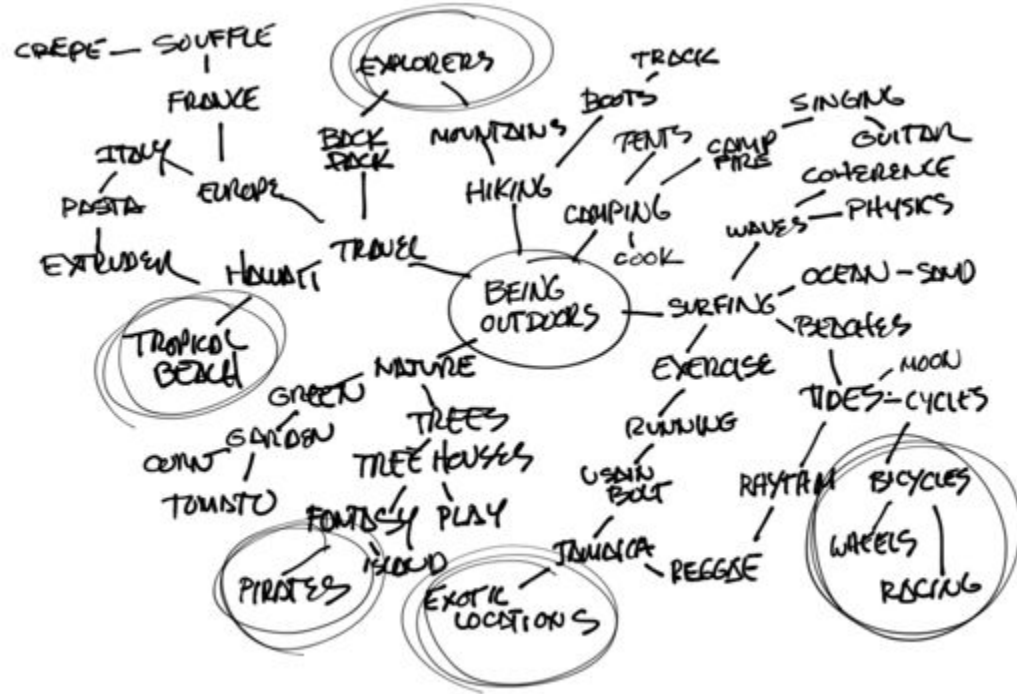 CREPE — SOUFFLE
FRANCE
ITALY
EUROPE
PASTA
EXTRUDER
HAWAII
TROPICAL
BEACH
TRAVEL
BACK
PACK
EXPLORERS
MOUNTAINS
HIKING
BOOTS
TRACK
TENTS
CAMPING
COOK
CAMP
FIRE
SINGING
GUITAR
BEING
OUTDOORS
SURFING
WAVES
COHERENCE
PHYSICS
OCEAN – SAND
BEACHES
TIDES
MOON
CYCLES
BICYCLES
WHEELS
RACING
RHYTHM
REGGAE
EXERCISE
RUNNING
USAIN
BOLT
JAMAICA
EXOTIC
LOCATIONS
NATURE
GREEN
GARDEN
CORN
TOMATO
TREES
TREE HOUSES
PLAY
FANTASY
ISLAND
PIRATES